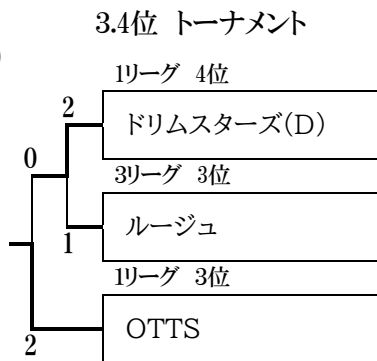 3.4位 トーナメント
1リーグ 4位
2
ドリムスターズ(D)
0
3リーグ 3位
ルージュ
1
1リーグ 3位
OTTS
2